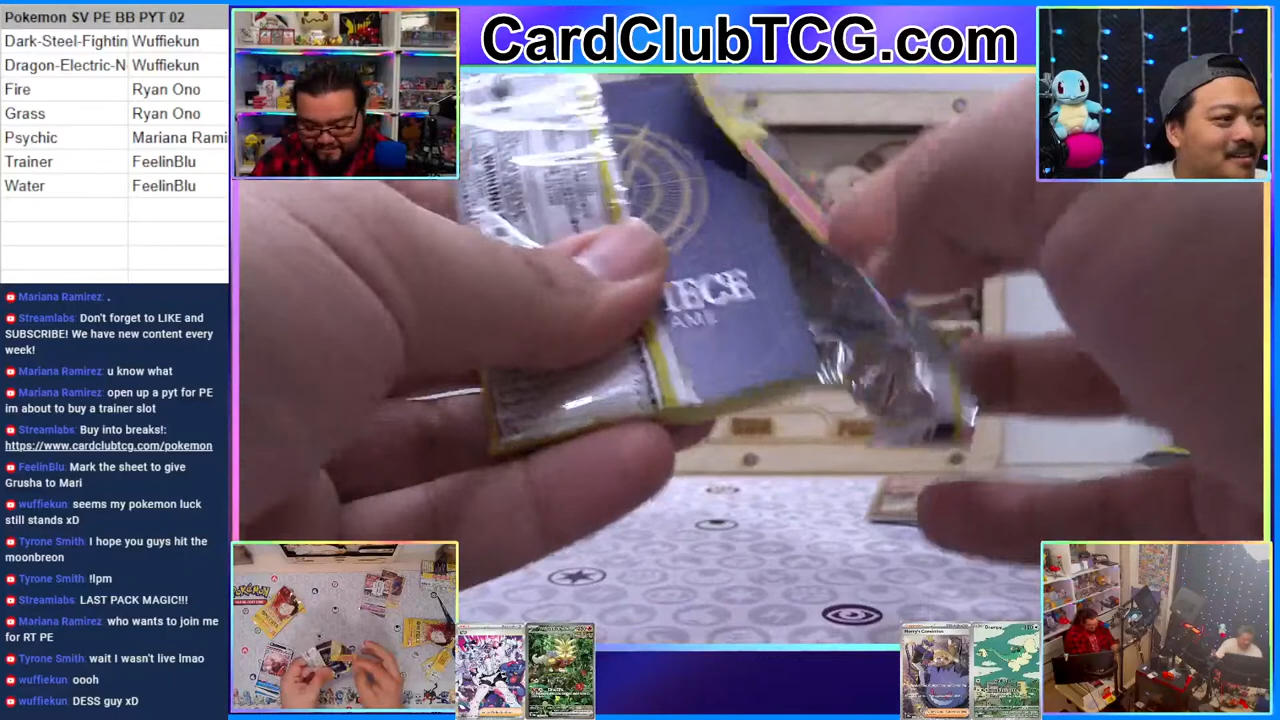 Pokemon SV PE BB PYT 02
Dark-Steel-Fightin Wuffiekun
Dragon-Electric-N Wuffiekun
Fire Ryan Ono
Grass Ryan Ono
Psychic Mariana Rami
Trainer FeelinBlu
Water FeelinBlu
CardClubTCG.com
Mariana Ramirez: .
Streamlabs: Don't forget to LIKE and
SUBSCRIBE! We have new content every
week!
Mariana Ramirez: u know what
Mariana Ramirez: open up a pyt for PE
im about to buy a trainer slot
Streamlabs: Buy into breaks!:
https://www.cardclubtcg.com/pokemon
FeelinBlu: Mark the sheet to give
Grusha to Mari
wuffiekun: seems my pokemon luck
still stands xD
Tyrone Smith: I hope you guys hit the
moonbreon
Tyrone Smith: !lpm
Streamlabs: LAST PACK MAGIC!!!
Mariana Ramirez: who wants to join me
for RT PE
Tyrone Smith: wait I wasn't live lmao
wuffiekun: oooh
wuffiekun: DESS guy xD
IECE
AME
POKEMON